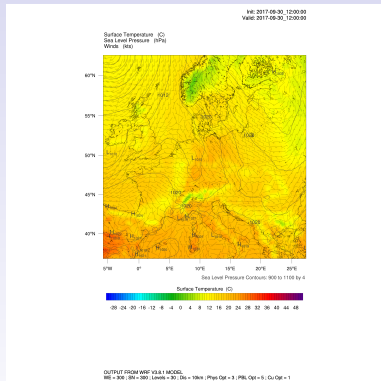 Init: 2017-09-30_12:00:00
Valid: 2017-09-30_12:00:00
Surface Temperature (C)
Sea Level Pressure (hPa)
Winds (kts)
60°N
55°N
50°N
45°N
40°N
5°W
0°
5°E
10°E
15°E
20°E
25°E
Sea Level Pressure Contours: 900 to 1100 by 4
Surface Temperature (C)
-28 -24 -20 -16 -12 -8 -4 0 4 8 12 16 20 24 28 32 36 40 44 48
OUTPUT FROM WRF V3.8.1 MODEL
WE = 300 ; SN = 300 ; Levels = 30 ; Dis = 10km ; Phys Opt = 3 ; PBL Opt = 5 ; Cu Opt = 1